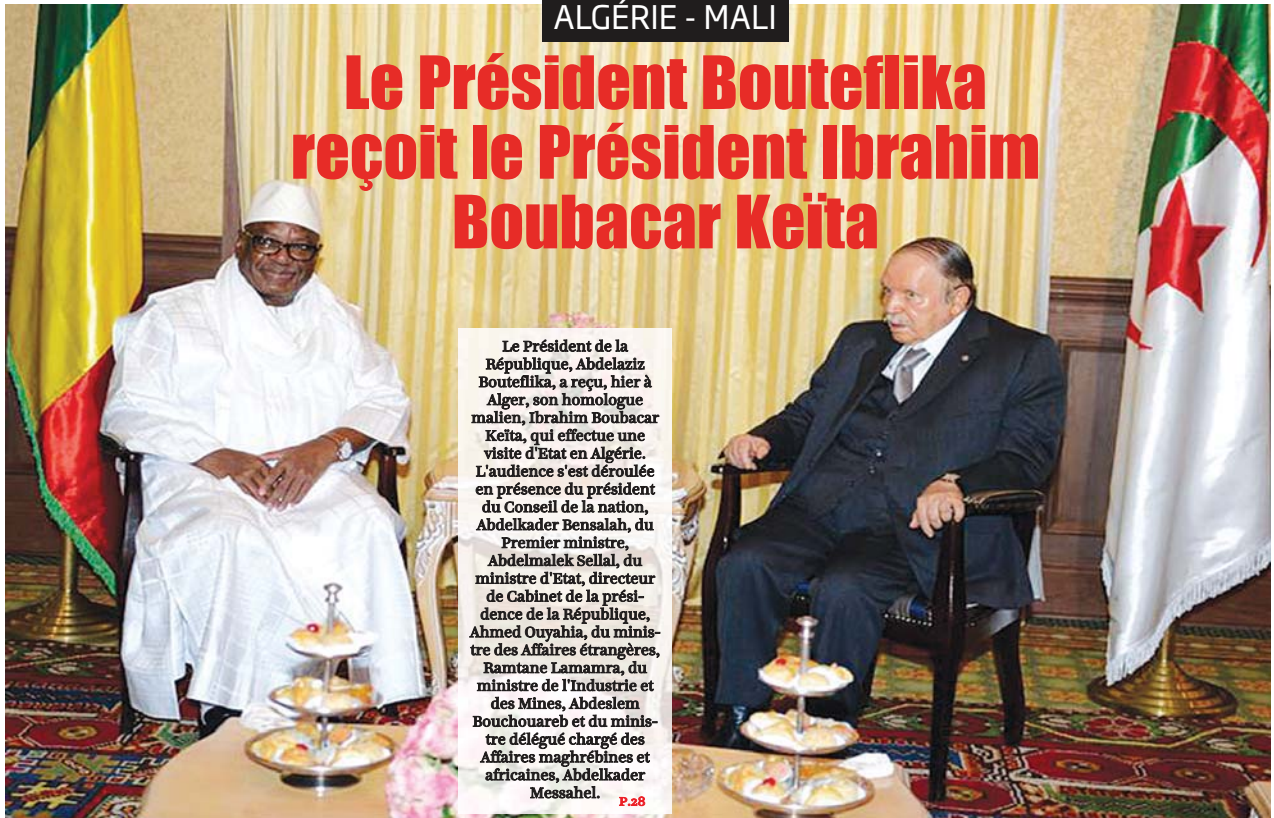 ALGÉRIE - MALI
Le Président Bouteflika
reçoit le Président Ibrahim
Boubacar Keïta
Le Président de la
République, Abdelaziz
Bouteflika, a reçu, hier à
Alger, son homologue
malien, Ibrahim Boubacar
Keïta, qui effectue une
visite d'Etat en Algérie.
L'audience s'est déroulée
en présence du président
du Conseil de la nation,
Abdelkader Bensalah, du
Premier ministre,
Abdelmalek Sellal, du
ministre d'Etat, directeur
de Cabinet de la prési-
dence de la République,
Ahmed Ouyahia, du minis-
tre des Affaires étrangères,
Ramtane Lamamra, du
ministre de l'Industrie et
des Mines, Abdeslem
Bouchouareb et du minis-
tre délégué chargé des
Affaires maghrébines et
africaines, Abdelkader
Messahel.
P.28